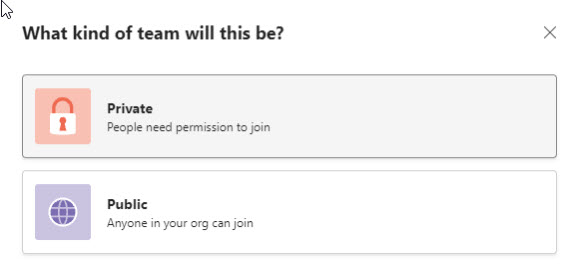 What kind of team will this be?
Private
People need permission to join
Public
Anyone in your org can join